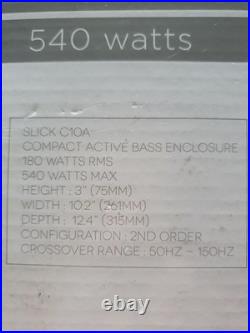 540 watts
SLICK C10A
COMPACT ACTIVE BASS ENCLOSURE
180 WATTS RMS
540 WATTS MAX
HEIGHT : 3" (75MM)
WIDTH : 10.2" (261MM)
DEPTH : 12.4" (315MM)
CONFIGURATION : 2ND ORDER
CROSSOVER RANGE : 50HZ - 150HZ